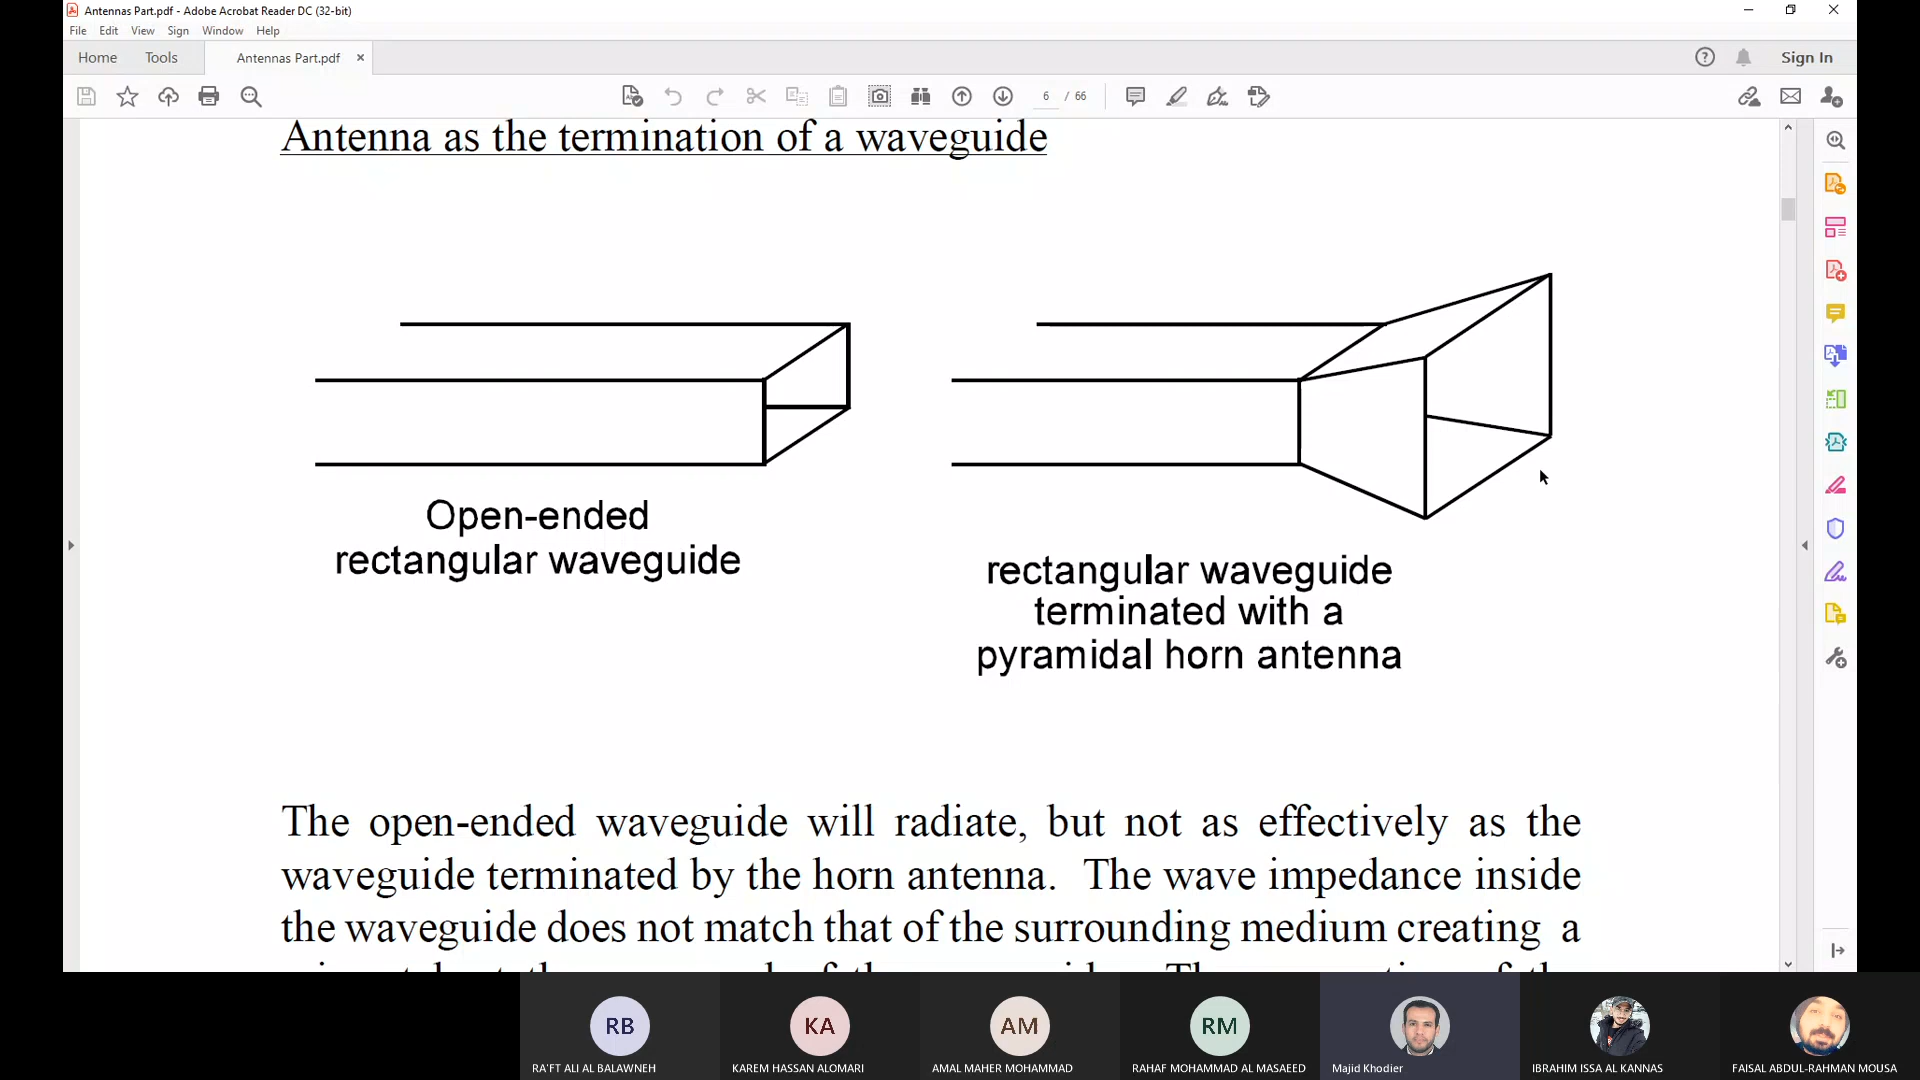 Antennas Part.pdf - Adobe Acrobat Reader DC (32-bit)
File Edit View Sign Window Help
Home Tools Antennas Part.pdf Sign In
6 / 66
Antenna as the termination of a waveguide
Open-ended
rectangular waveguide
rectangular waveguide
terminated with a
pyramidal horn antenna
The open-ended waveguide will radiate, but not as effectively as the
waveguide terminated by the horn antenna. The wave impedance inside
the waveguide does not match that of the surrounding medium creating a
RB KA AM RM
RA'FT ALI AL BALAWNEH KAREM HASSAN ALOMARI AMAL MAHER MOHAMMAD RAHAF MOHAMMAD AL MASAEED Majid Khodier IBRAHIM ISSA AL KANNAS FAISAL ABDUL-RAHMAN MOUSA